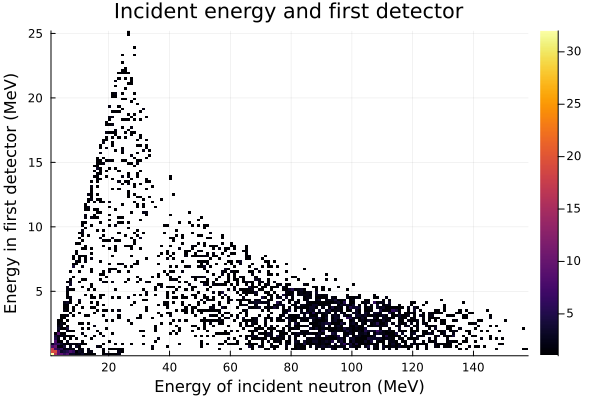 Incident energy and first detector
Energy in first detector (MeV)
25
20
15
10
5
20 40 60 80 100 120 140
Energy of incident neutron (MeV)
30
25
20
15
10
5